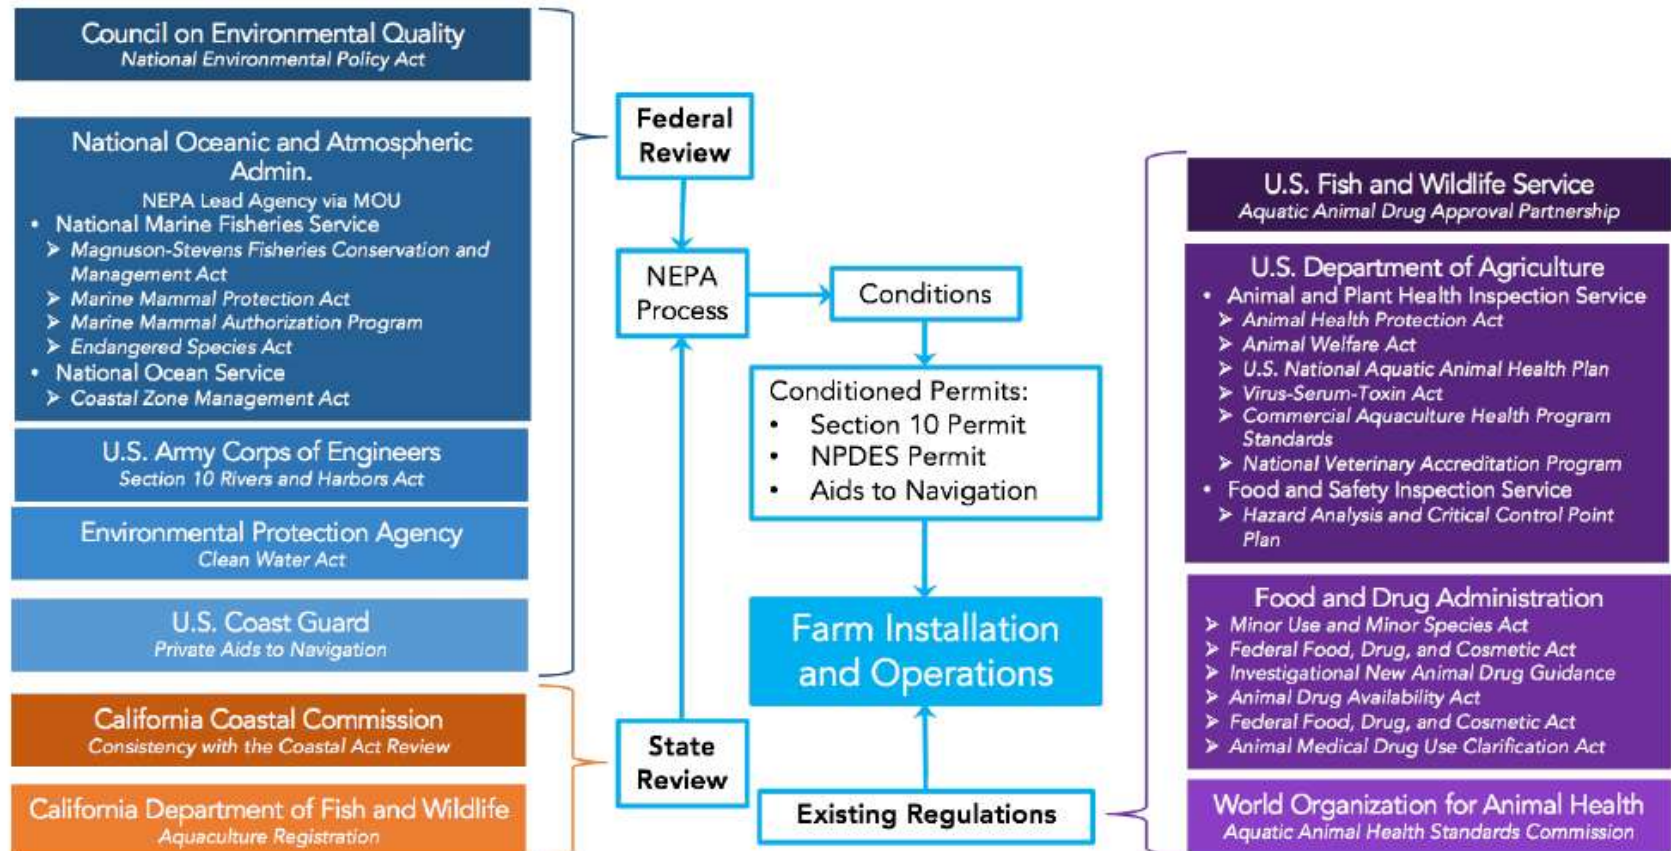 Council on Environmental Quality
National Environmental Policy Act
National Oceanic and Atmospheric
Admin.
NEPA Lead Agency via MOU
• National Marine Fisheries Service
➢ Magnuson-Stevens Fisheries Conservation and
Management Act
➢ Marine Mammal Protection Act
➢ Marine Mammal Authorization Program
➢ Endangered Species Act
• National Ocean Service
➢ Coastal Zone Management Act
U.S. Army Corps of Engineers
Section 10 Rivers and Harbors Act
Environmental Protection Agency
Clean Water Act
U.S. Coast Guard
Private Aids to Navigation
California Coastal Commission
Consistency with the Coastal Act Review
California Department of Fish and Wildlife
Aquaculture Registration
Federal
Review
NEPA
Process
State
Review
Conditions
Conditioned Permits:
• Section 10 Permit
• NPDES Permit
• Aids to Navigation
Farm Installation
and Operations
Existing Regulations
U.S. Fish and Wildlife Service
Aquatic Animal Drug Approval Partnership
U.S. Department of Agriculture
• Animal and Plant Health Inspection Service
➢ Animal Health Protection Act
➢ Animal Welfare Act
➢ U.S. National Aquatic Animal Health Plan
➢ Virus-Serum-Toxin Act
➢ Commercial Aquaculture Health Program
Standards
➢ National Veterinary Accreditation Program
• Food and Safety Inspection Service
➢ Hazard Analysis and Critical Control Point
Plan
Food and Drug Administration
➢ Minor Use and Minor Species Act
➢ Federal Food, Drug, and Cosmetic Act
➢ Investigational New Animal Drug Guidance
➢ Animal Drug Availability Act
➢ Federal Food, Drug, and Cosmetic Act
➢ Animal Medical Drug Use Clarification Act
World Organization for Animal Health
Aquatic Animal Health Standards Commission